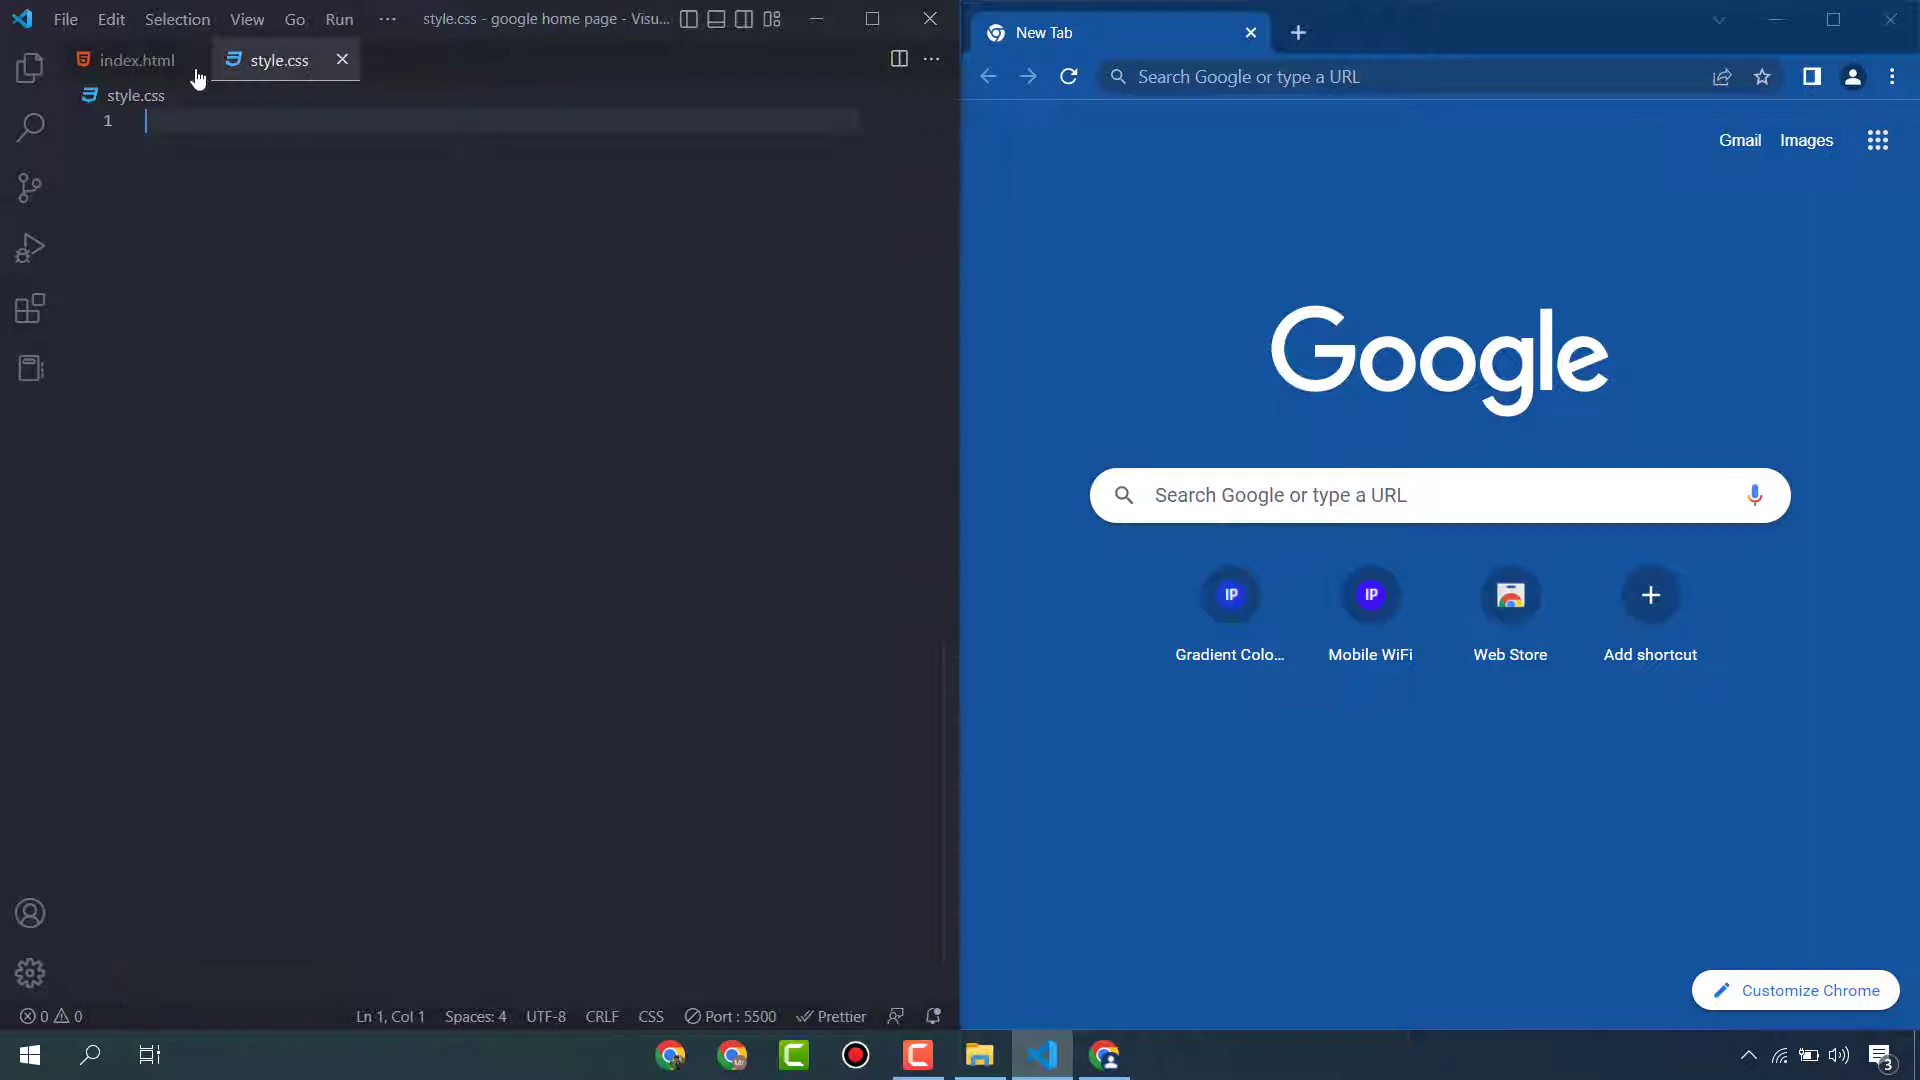 File Edit Selection View Go Run ··· style.css - google home page - Visu...
index.html style.css
style.css
1
Ln 1, Col 1 Spaces: 4 UTF-8 CRLF CSS Port : 5500 Prettier
0 0
New Tab
Search Google or type a URL
Gmail Images
Google
Search Google or type a URL
IP IP
Gradient Colo... Mobile WiFi Web Store Add shortcut
Customize Chrome
3